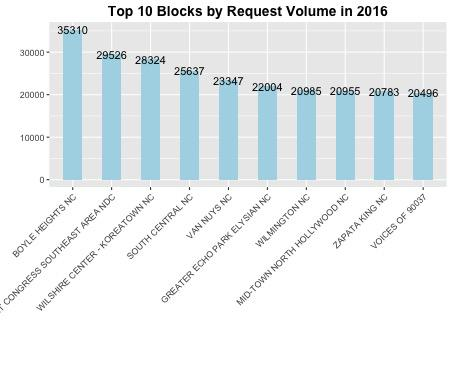 Top 10 Blocks by Request Volume in 2016
35310
29526
28324
25637
23347
22004
20985
20955
20783
20496
30000
20000
10000
0
BOYLE HEIGHTS NC
CONGRESS SOUTHEAST AREA NDC
WILSHIRE CENTER - KOREATOWN NC
SOUTH CENTRAL NC
VAN NUYS NC
GREATER ECHO PARK ELYSIAN NC
WILMINGTON NC
MID-TOWN NORTH HOLLYWOOD NC
ZAPATA KING NC
VOICES OF 90037